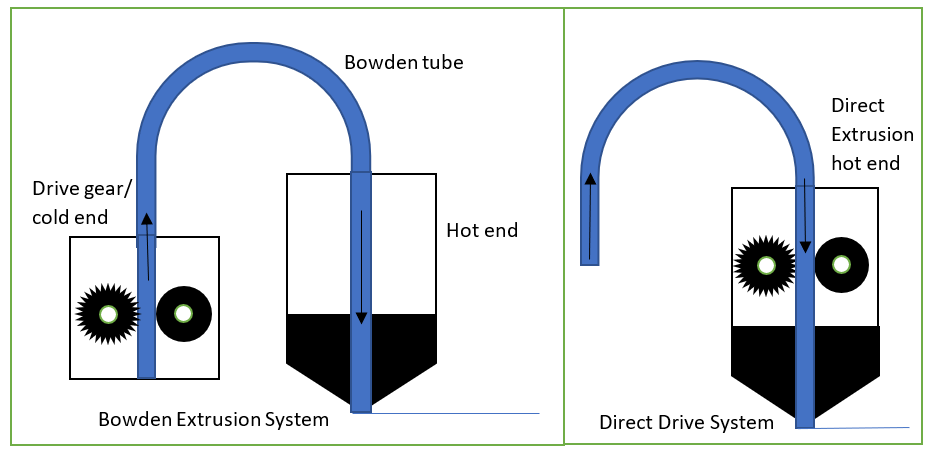 Bowden tube
Drive gear/
cold end
Hot end
Bowden Extrusion System
Direct
Extrusion
hot end
Direct Drive System